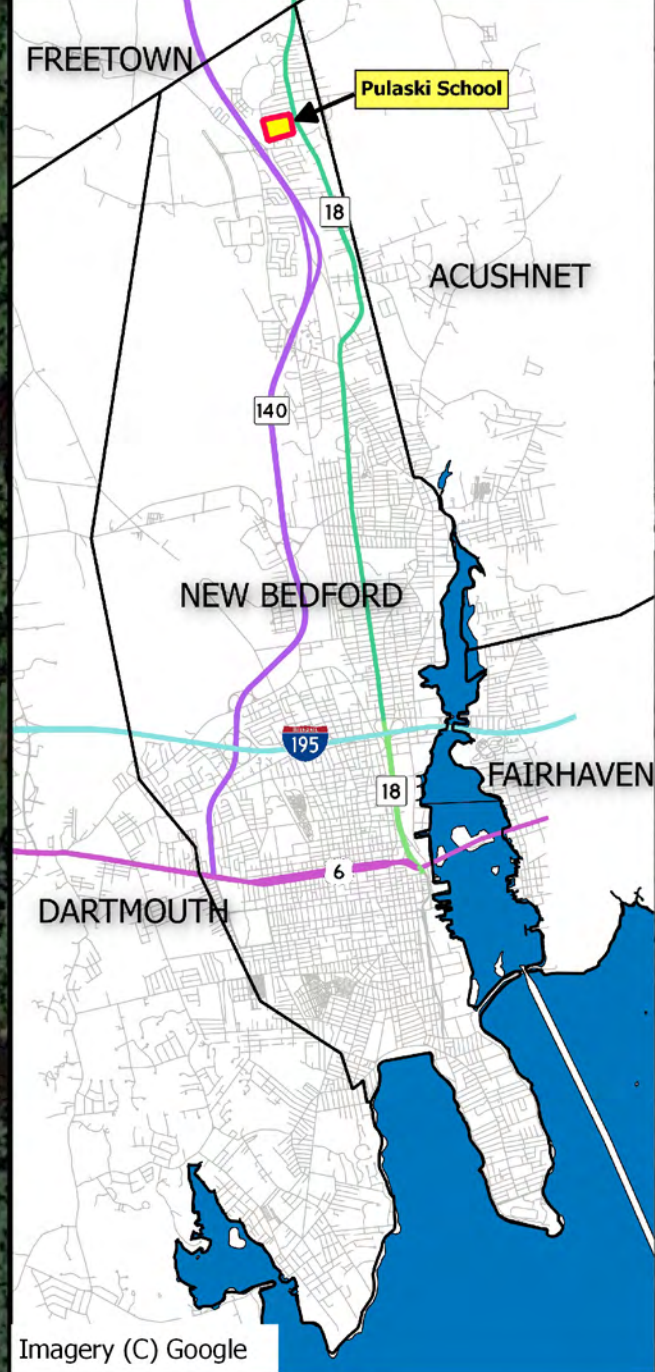 FREETOWN
Pulaski School
18
ACUSHNET
140
NEW BEDFORD
195
18
FAIRHAVEN
6
DARTMOUTH
Imagery (C) Google